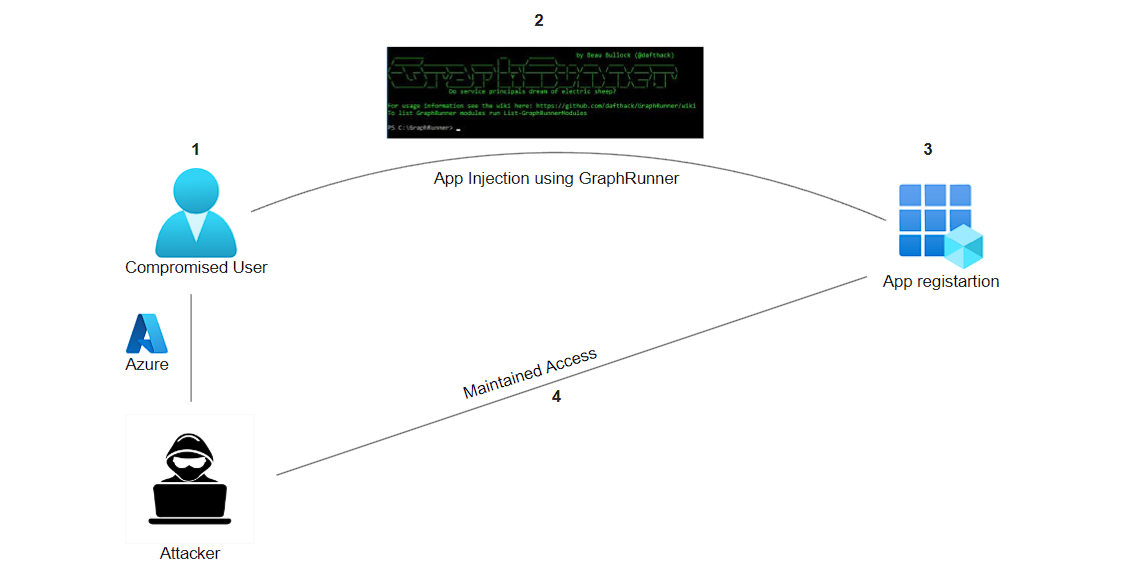 2
by Beau Bullock (@dafthack)
GraphRunner
Do service principals dream of electric sheep?
For usage information see the wiki here: https://github.com/dafthack/GraphRunner/wiki
To list GraphRunner modules run List-GraphRunnerModules
PS C:\GraphRunner>
1
3
App Injection using GraphRunner
Compromised User
App registartion
Azure
Maintained Access
4
Attacker